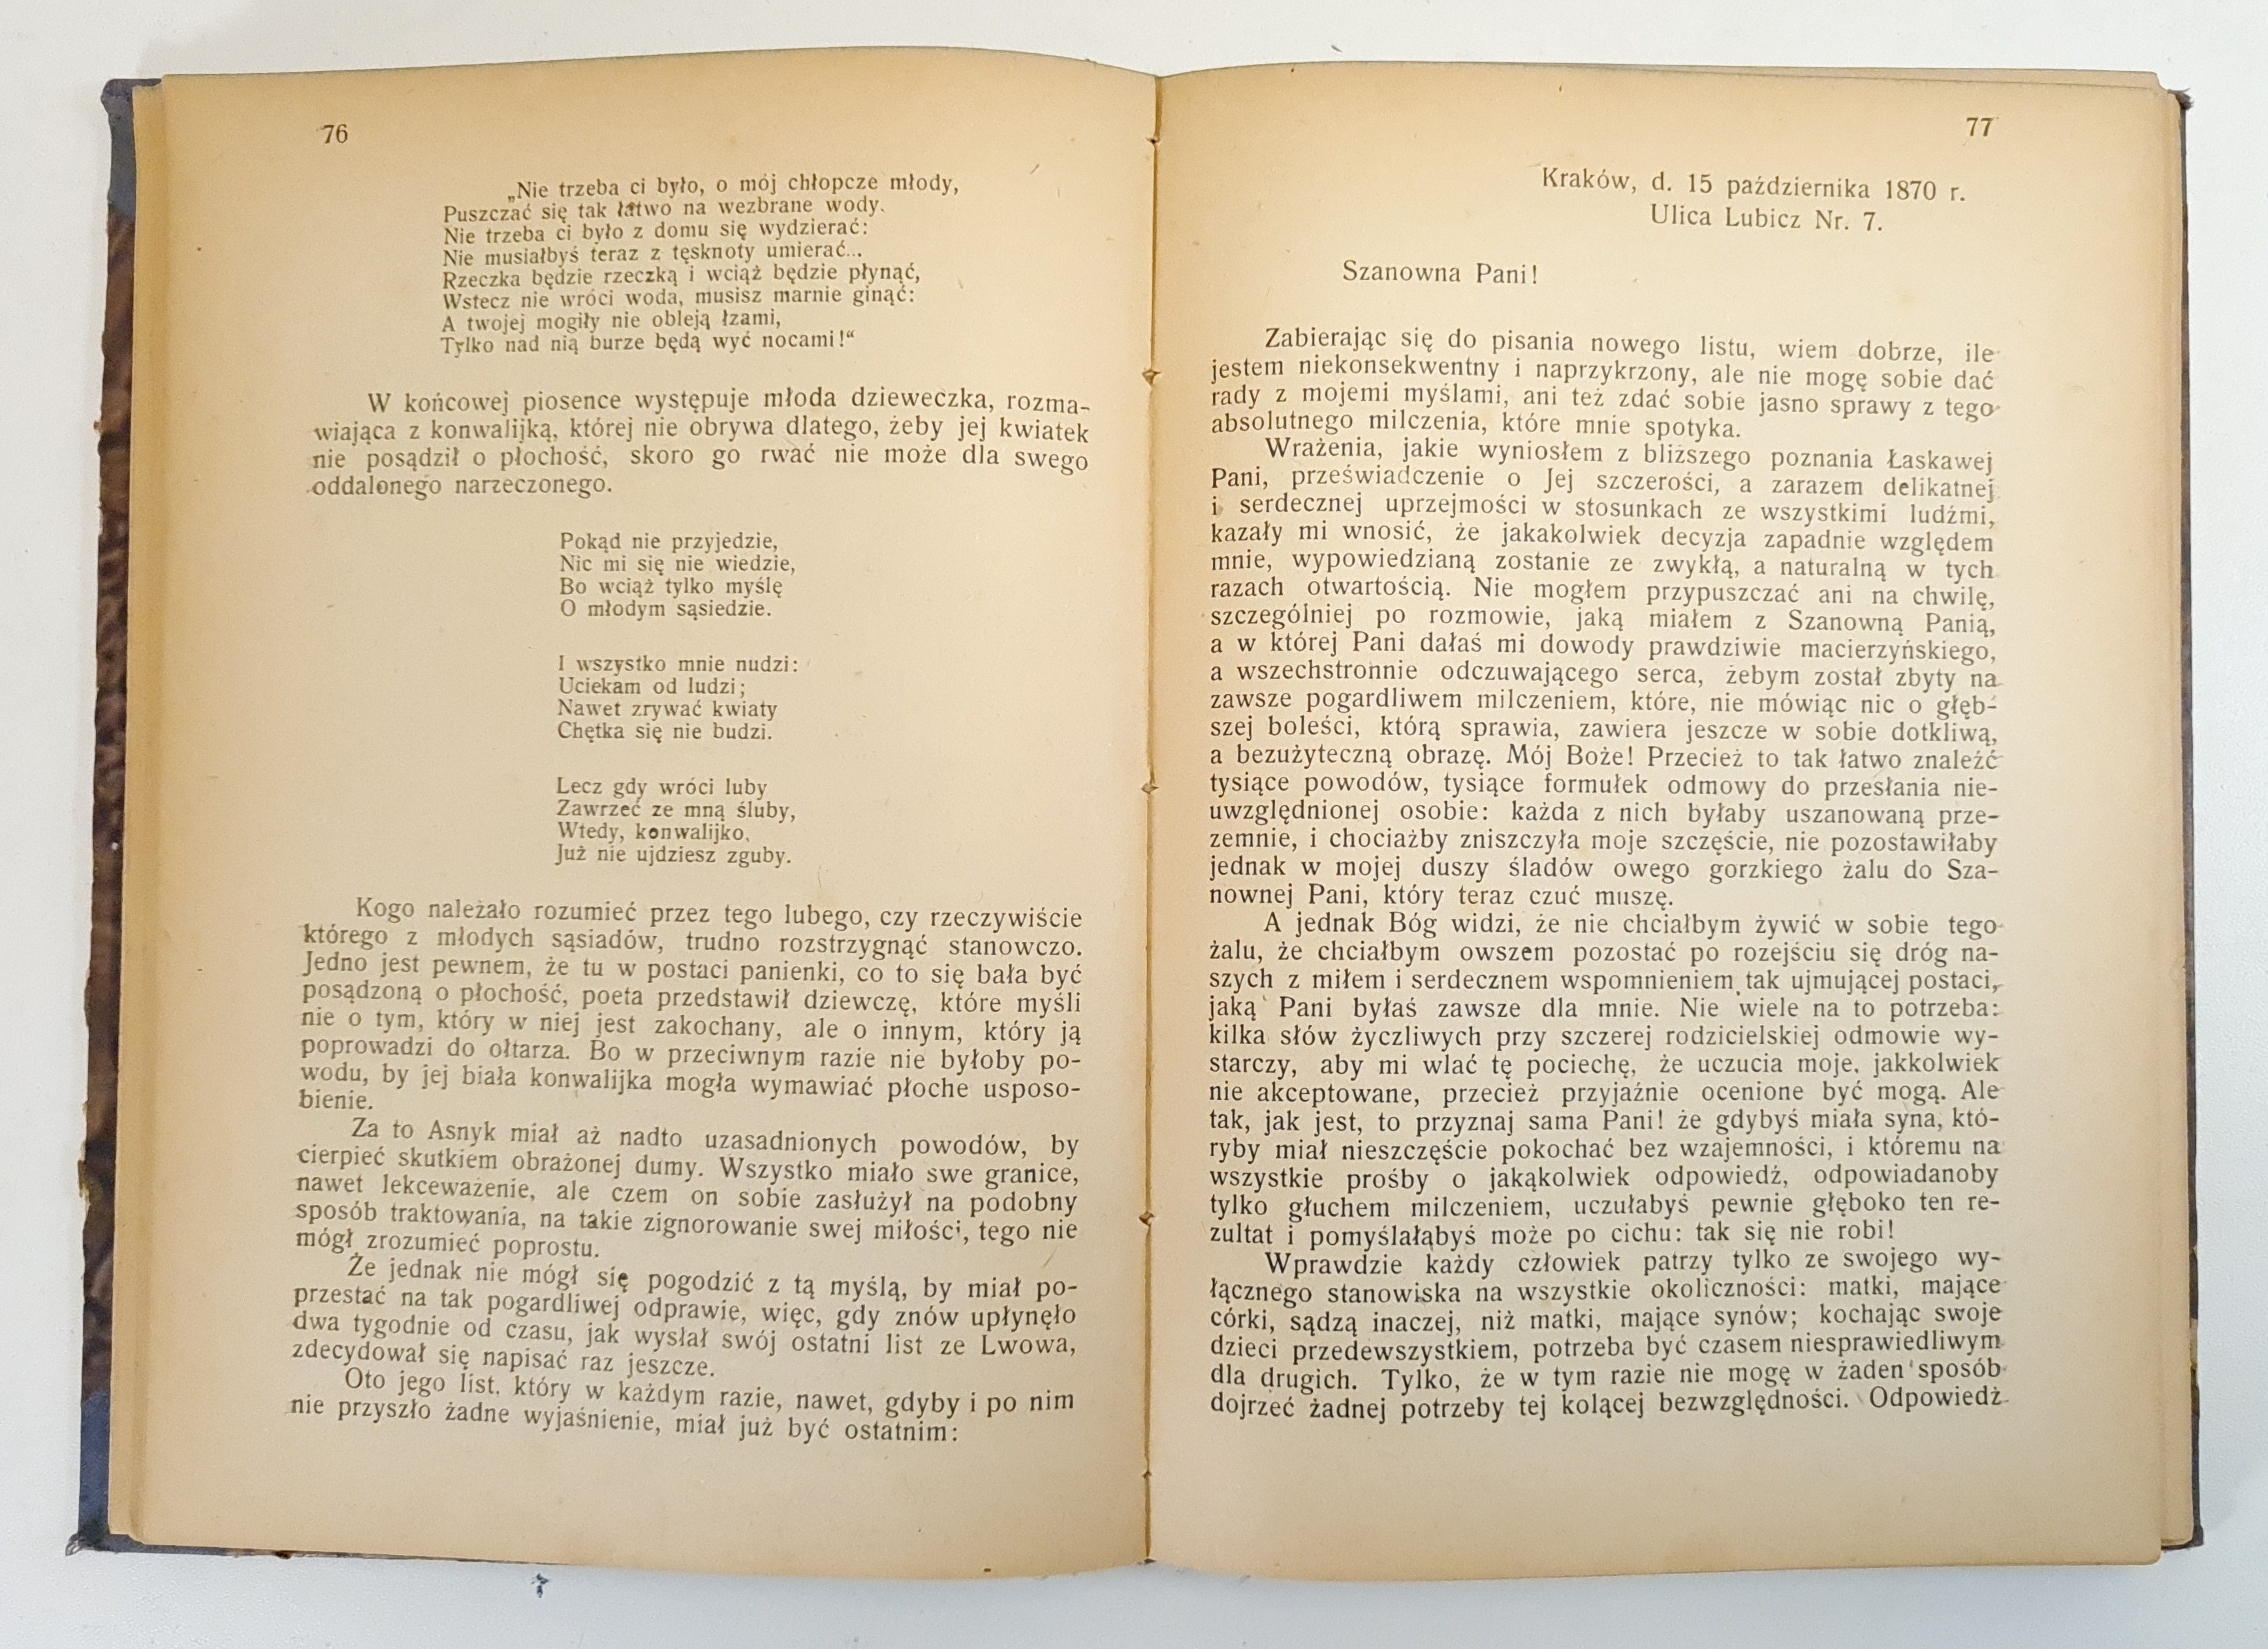 76
„Nie trzeba ci było, o mój chłopcze młody,
Puszczać się tak łatwo na wezbrane wody.
Nie trzeba ci było z domu się wydzierać:
Nie musiałbyś teraz z tęsknoty umierać...
Rzeczka będzie rzeczką i wciąż będzie płynąć,
Wstecz nie wróci woda, musisz marnie ginąć:
A twojej mogiły nie obleją łzami,
Tylko nad nią burze będą wyć nocami!“
W końcowej piosence występuje młoda dzieweczka, rozma-
wiająca z konwalijką, której nie obrywa dlatego, żeby jej kwiatek
nie posądził o płochość, skoro go rwać nie może dla swego
oddalonego narzeczonego.
Pokąd nie przyjedzie,
Nic mi się nie wiedzie,
Bo wciąż tylko myślę
O młodym sąsiedzie.
I wszystko mnie nudzi:
Uciekam od ludzi;
Nawet zrywać kwiaty
Chętka się nie budzi.
Lecz gdy wróci luby
Zawrzeć ze mną śluby,
Wtedy, konwalijko,
Już nie ujdziesz zguby.
Kogo należało rozumieć przez tego lubego, czy rzeczywiście
którego z młodych sąsiadów, trudno rozstrzygnąć stanowczo.
Jedno jest pewnem, że tu w postaci panienki, co to się bała być
posądzoną o płochość, poeta przedstawił dziewczę, które myśli
nie o tym, który w niej jest zakochany, ale o innym, który ją
poprowadzi do ołtarza. Bo w przeciwnym razie nie byłoby po-
wodu, by jej biała konwalijka mogła wymawiać płoche usposo-
bienie.
Za to Asnyk miał aż nadto uzasadnionych powodów, by
cierpieć skutkiem obrażonej dumy. Wszystko miało swe granice,
nawet lekceważenie, ale czem on sobie zasłużył na podobny
sposób traktowania, na takie zignorowanie swej miłości, tego nie
mógł zrozumieć poprostu.
Że jednak nie mógł się pogodzić z tą myślą, by miał po-
przestać na tak pogardliwej odprawie, więc, gdy znów upłynęło
dwa tygodnie od czasu, jak wysłał swój ostatni list ze Lwowa,
zdecydował się napisać raz jeszcze.
Oto jego list, który w każdym razie, nawet, gdyby i po nim
nie przyszło żadne wyjaśnienie, miał już być ostatnim:
77
Kraków, d. 15 października 1870 r.
Ulica Lubicz Nr. 7.
Szanowna Pani!
Zabierając się do pisania nowego listu, wiem dobrze, ile
jestem niekonsekwentny i naprzykrzony, ale nie mogę sobie dać
rady z mojemi myślami, ani też zdać sobie jasno sprawy z tego
absolutnego milczenia, które mnie spotyka.
Wrażenia, jakie wyniosłem z bliższego poznania Łaskawej
Pani, przeświadczenie o Jej szczerości, a zarazem delikatnej
i serdecznej uprzejmości w stosunkach ze wszystkimi ludźmi,
kazały mi wnosić, że jakakolwiek decyzja zapadnie względem
mnie, wypowiedzianą zostanie ze zwykłą, a naturalną w tych
razach otwartością. Nie mogłem przypuszczać ani na chwilę,
szczególniej po rozmowie, jaką miałem z Szanowną Panią,
a w której Pani dałaś mi dowody prawdziwie macierzyńskiego,
a wszechstronnie odczuwającego serca, żebym został zbyty na
zawsze pogardliwem milczeniem, które, nie mówiąc nic o głęb-
szej boleści, którą sprawia, zawiera jeszcze w sobie dotkliwą,
a bezużyteczną obrazę. Mój Boże! Przecież to tak łatwo znaleźć
tysiące powodów, tysiące formułek odmowy do przesłania nie-
uwzględnionej osobie: każda z nich byłaby uszanowaną prze-
zemnie, i chociażby zniszczyła moje szczęście, nie pozostawiłaby
jednak w mojej duszy śladów owego gorzkiego żalu do Sza-
nownej Pani, który teraz czuć muszę.
A jednak Bóg widzi, że nie chciałbym żywić w sobie tego
żalu, że chciałbym owszem pozostać po rozejściu się dróg na-
szych z miłem i serdecznem wspomnieniem tak ujmującej postaci,
jaką Pani byłaś zawsze dla mnie. Nie wiele na to potrzeba:
kilka słów życzliwych przy szczerej rodzicielskiej odmowie wy-
starczy, aby mi wlać tę pociechę, że uczucia moje, jakkolwiek
nie akceptowane, przecież przyjaźnie ocenione być mogą. Ale
tak, jak jest, to przyznaj sama Pani! że gdybyś miała syna, któ-
ryby miał nieszczęście pokochać bez wzajemności, i któremu na
wszystkie prośby o jakąkolwiek odpowiedź, odpowiadanoby
tylko głuchem milczeniem, uczułabyś pewnie głęboko ten re-
zultat i pomyślałąbyś może po cichu: tak się nie robi!
Wprawdzie każdy człowiek patrzy tylko ze swojego wy-
łącznego stanowiska na wszystkie okoliczności: matki, mające
córki, sądzą inaczej, niż matki, mające synów; kochając swoje
dzieci przedewszystkiem, potrzeba być czasem niesprawiedliwym
dla drugich. Tylko, że w tym razie nie mogę w żaden sposób
dojrzeć żadnej potrzeby tej kolącej bezwzględności. Odpowiedź